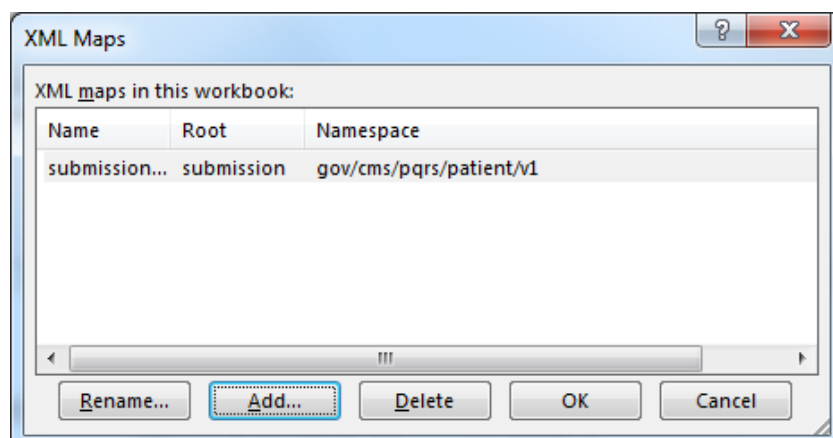 XML Maps
XML maps in this workbook:
Name Root Namespace
submission... submission gov/cms/pqrs/patient/v1
Rename... Add... Delete OK Cancel